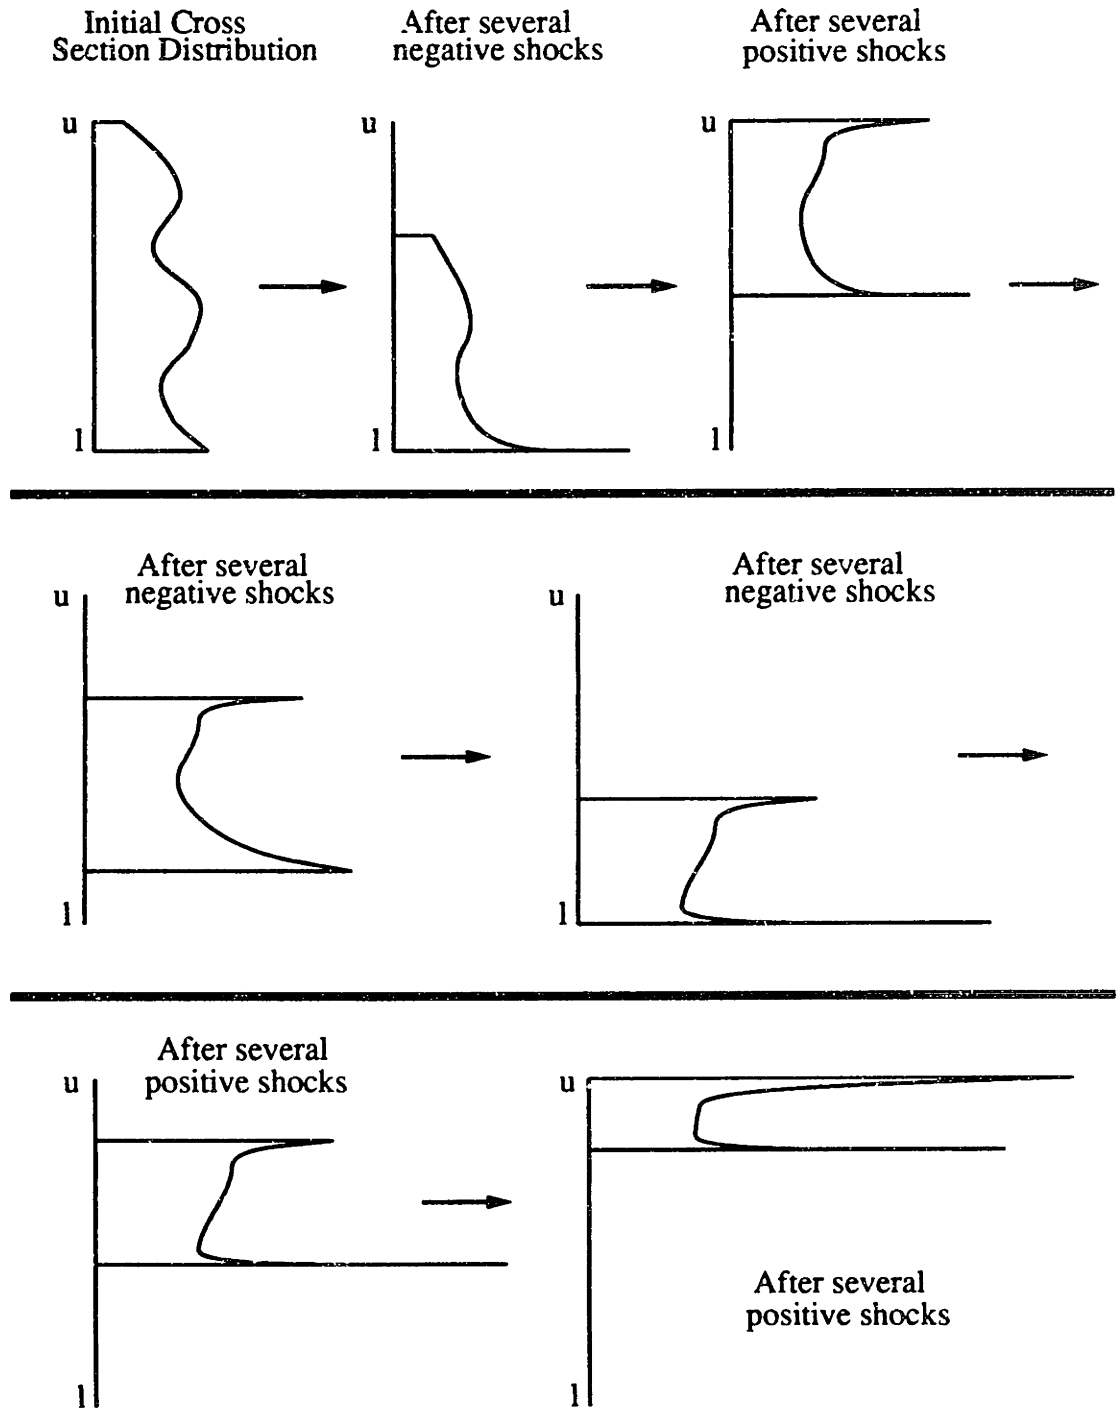 Initial Cross
Section Distribution
After several
negative shocks
After several
positive shocks
u
l
u
l
u
l
After several
negative shocks
u
l
After several
negative shocks
u
l
After several
positive shocks
u
l
u
After several
positive shocks
l